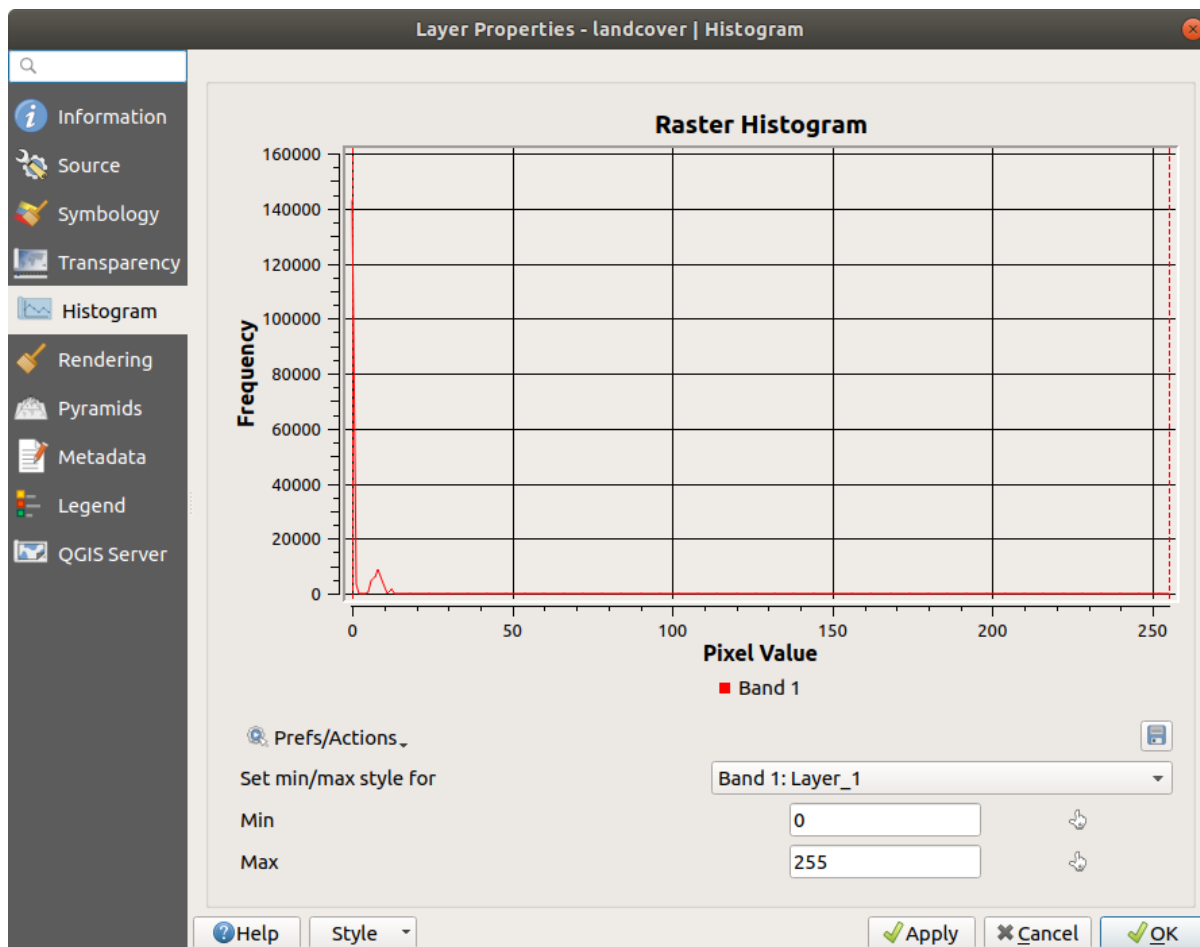 Layer Properties - landcover | Histogram
Information
Source
Symbology
Transparency
Histogram
Rendering
Pyramids
Metadata
Legend
QGIS Server
Raster Histogram
Frequency
160000
140000
120000
100000
80000
60000
40000
20000
0
0 50 100 150 200 250
Pixel Value
Band 1
Prefs/Actions
Set min/max style for Band 1: Layer_1
Min 0
Max 255
Help Style Apply Cancel OK